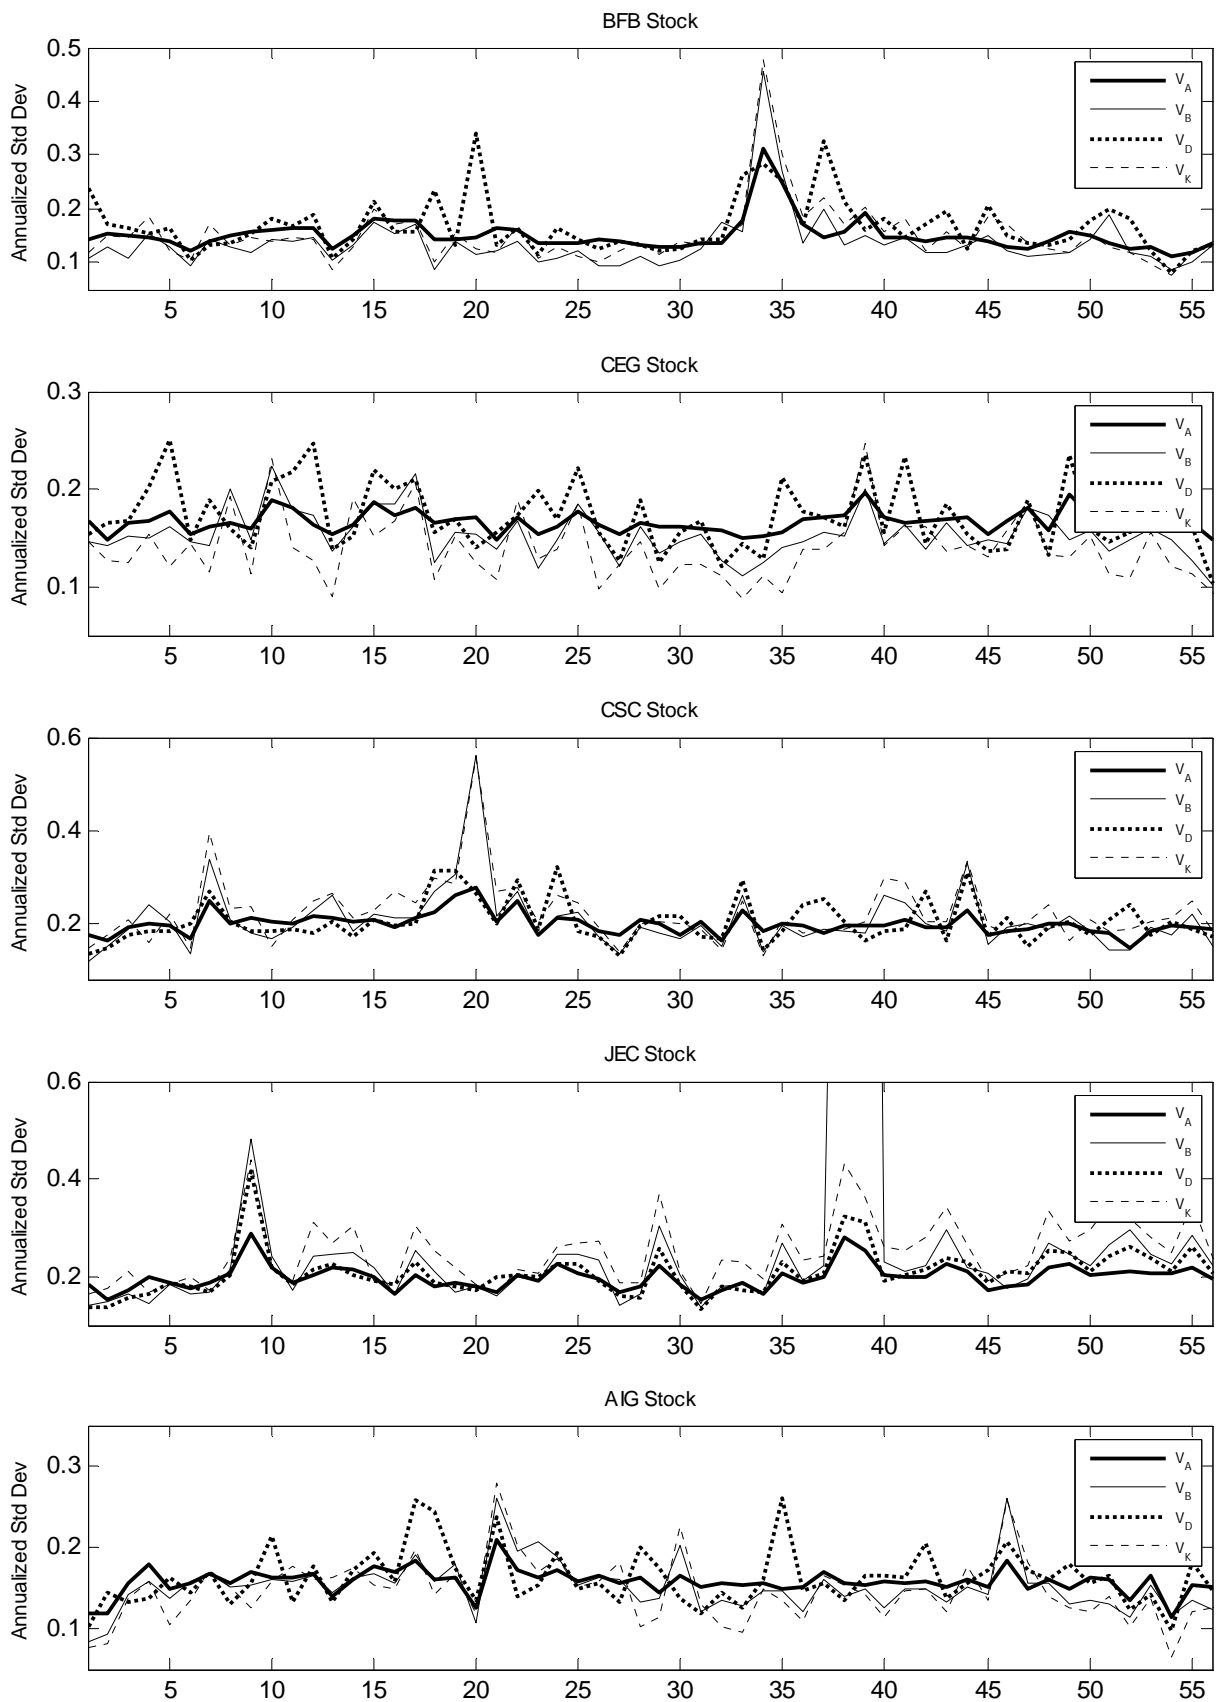 BFB Stock
Annualized Std Dev
0.5
0.4
0.3
0.2
0.1
V_A
V_B
V_D
V_K
5 10 15 20 25 30 35 40 45 50 55
CEG Stock
Annualized Std Dev
0.3
0.2
0.1
V_A
V_B
V_D
V_K
5 10 15 20 25 30 35 40 45 50 55
CSC Stock
Annualized Std Dev
0.6
0.4
0.2
V_A
V_B
V_D
V_K
5 10 15 20 25 30 35 40 45 50 55
JEC Stock
Annualized Std Dev
0.6
0.4
0.2
V_A
V_B
V_D
V_K
5 10 15 20 25 30 35 40 45 50 55
AIG Stock
Annualized Std Dev
0.3
0.2
0.1
V_A
V_B
V_D
V_K
5 10 15 20 25 30 35 40 45 50 55